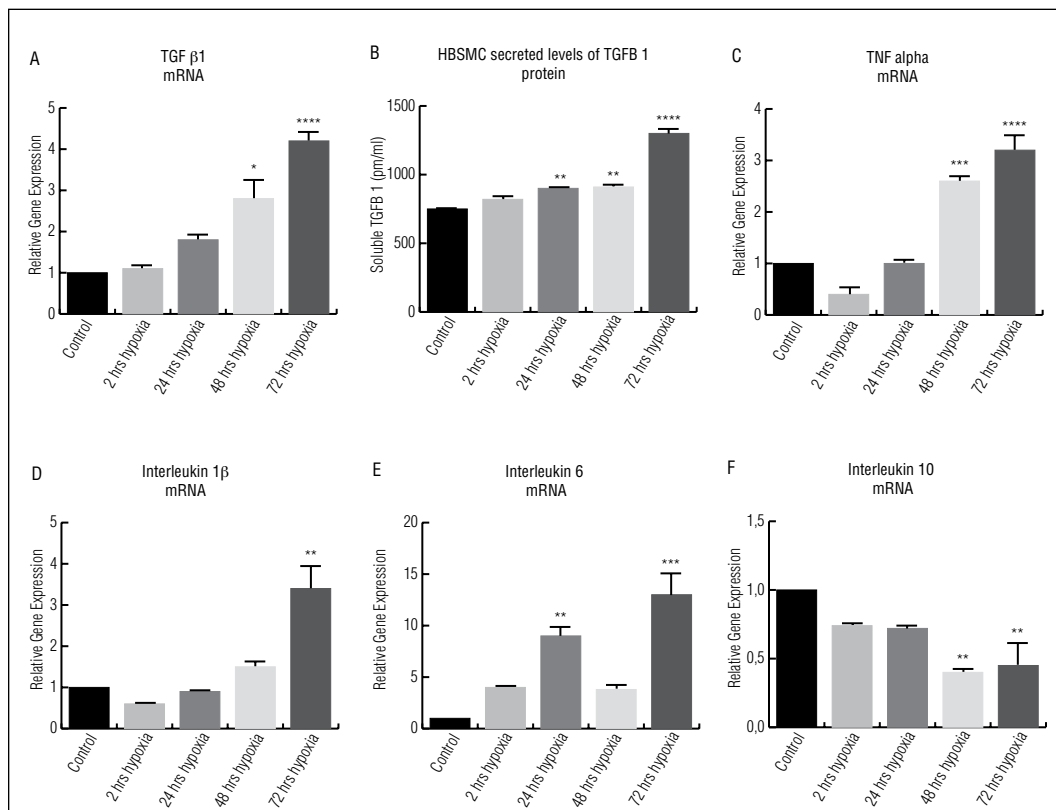 A
TGF β1
mRNA
Relative Gene Expression
5
4
3
2
1
0
*
****
Control
2 hrs hypoxia
24 hrs hypoxia
48 hrs hypoxia
72 hrs hypoxia
B
HBSMC secreted levels of TGFB 1
protein
Soluble TGFB 1 (pm/ml)
1500
1000
500
0
**
**
****
Control
2 hrs hypoxia
24 hrs hypoxia
48 hrs hypoxia
72 hrs hypoxia
C
TNF alpha
mRNA
Relative Gene Expression
4
3
2
1
0
***
****
Control
2 hrs hypoxia
24 hrs hypoxia
48 hrs hypoxia
72 hrs hypoxia
D
Interleukin 1β
mRNA
Relative Gene Expression
5
4
3
2
1
0
**
Control
2 hrs hypoxia
24 hrs hypoxia
48 hrs hypoxia
72 hrs hypoxia
E
Interleukin 6
mRNA
Relative Gene Expression
20
15
10
5
0
**
***
Control
2 hrs hypoxia
24 hrs hypoxia
48 hrs hypoxia
72 hrs hypoxia
F
Interleukin 10
mRNA
Relative Gene Expression
1,5
1,0
0,5
0,0
**
**
Control
2 hrs hypoxia
24 hrs hypoxia
48 hrs hypoxia
72 hrs hypoxia